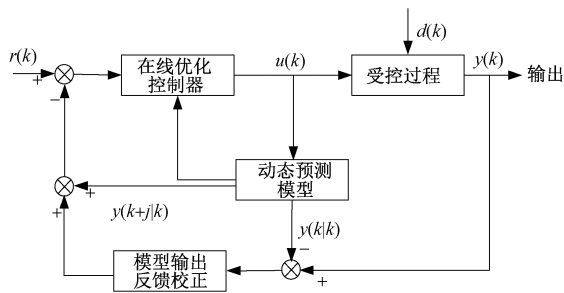 d(k)
r(k)
+
−
在线优化
控制器
u(k)
受控过程
y(k)
输出
动态预测
模型
+
+
y(k+j|k)
y(k|k)
−
+
模型输出
反馈校正